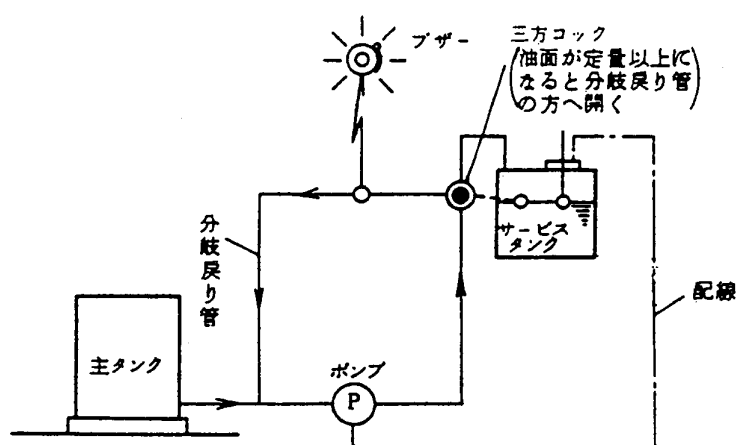 ブザー
三方コック
(油面が定量以上に
なると分岐戻り管
の方へ開く)
サービス
タンク
分岐戻り管
配線
主タンク
ポンプ
P